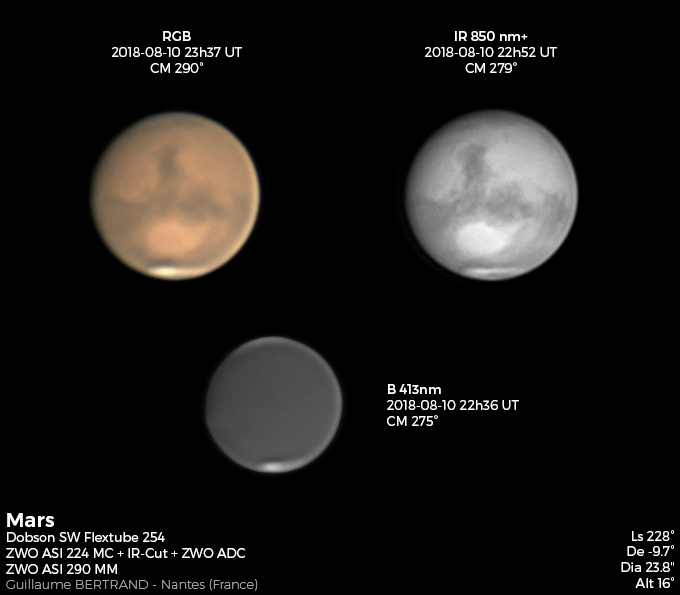 RGB
2018-08-10 23h37 UT
CM 290°
IR 850 nm+
2018-08-10 22h52 UT
CM 279°
B 413nm
2018-08-10 22h36 UT
CM 275°
Mars
Dobson SW Flextube 254
ZWO ASI 224 MC + IR-Cut + ZWO ADC
ZWO ASI 290 MM
Guillaume BERTRAND - Nantes (France)
Ls 228°
De -9.7°
Dia 23.8"
Alt 16°